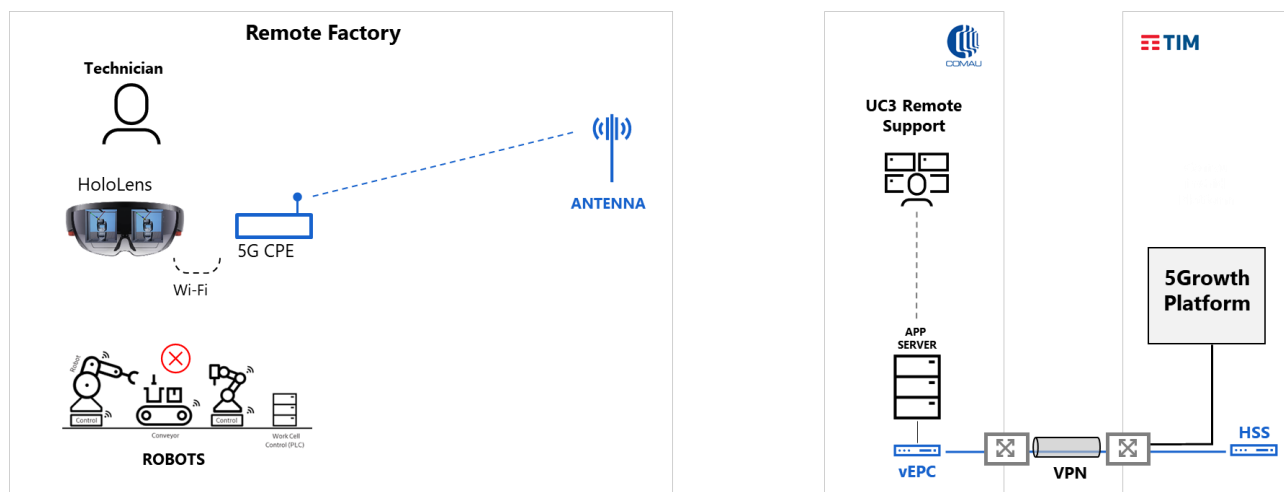 Remote Factory
Technician
HoloLens
5G CPE
Wi-Fi
ANTENNA
Robot
Control
Conveyor
Control
Work Cell
Control (PLC)
ROBOTS
COMAU
UC3 Remote
Support
APP
SERVER
vEPC
VPN
TIM
5Growth
Platform
HSS